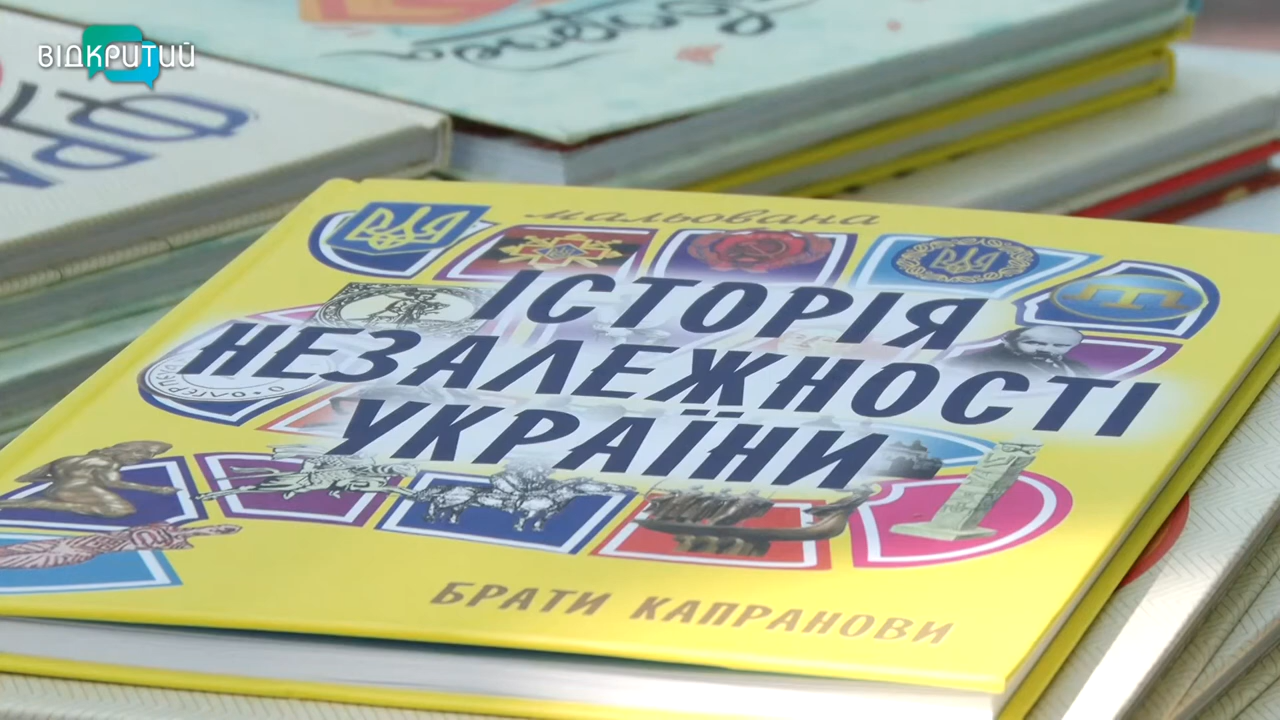 ВІДКРИТИЙ
мальована
ІСТОРІЯ
НЕЗАЛЕЖНОСТІ
УКРАЇНИ
БРАТИ КАПРАНОВИ